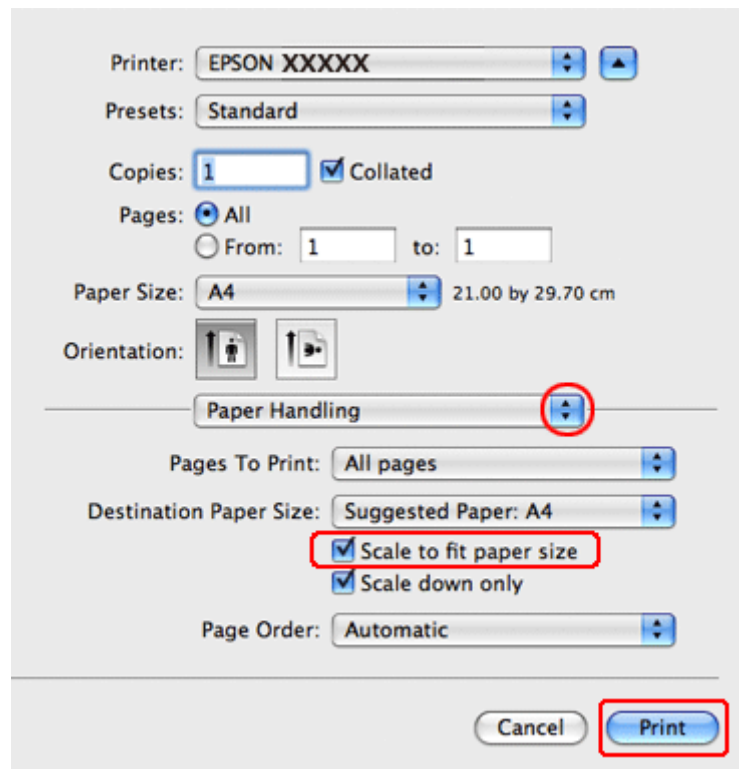 Printer: EPSON XXXXX
Presets: Standard
Copies: 1 Collated
Pages: All
From: 1 to: 1
Paper Size: A4 21.00 by 29.70 cm
Orientation:
Paper Handling
Pages To Print: All pages
Destination Paper Size: Suggested Paper: A4
Scale to fit paper size
Scale down only
Page Order: Automatic
Cancel Print